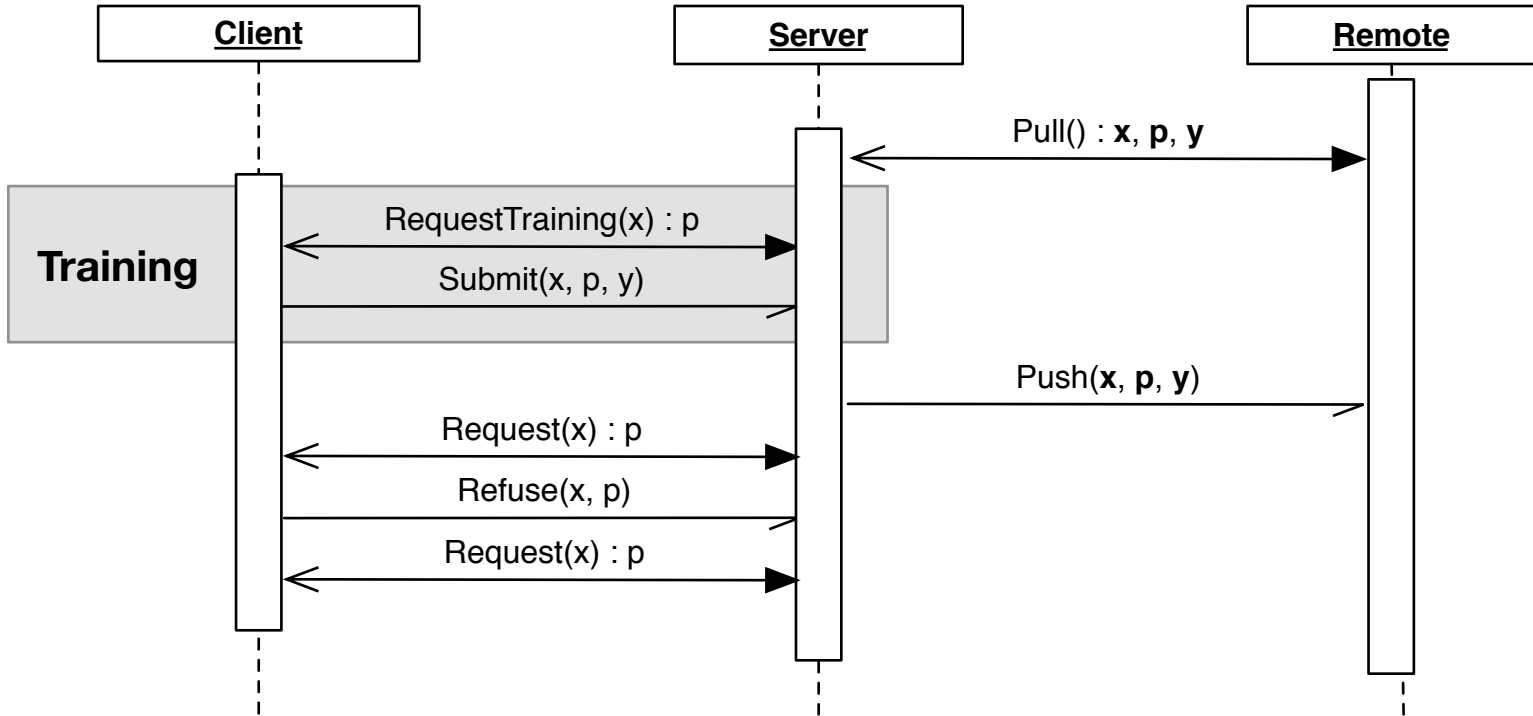 Client
Server
Remote
Pull() : x, p, y
RequestTraining(x) : p
Training
Submit(x, p, y)
Push(x, p, y)
Request(x) : p
Refuse(x, p)
Request(x) : p